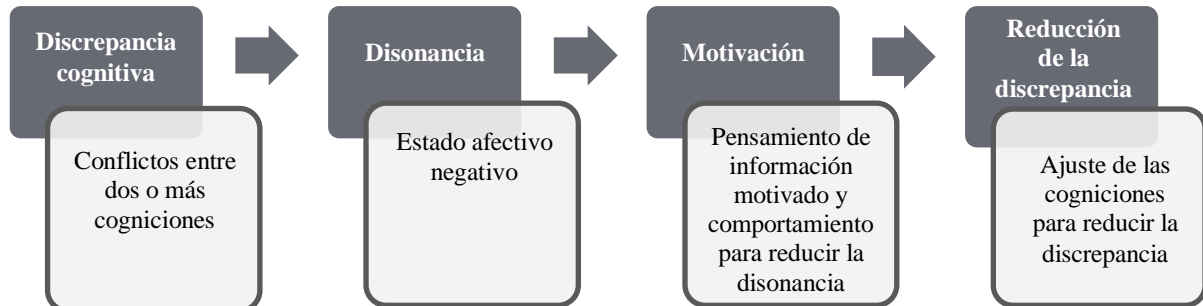 Discrepancia
cognitiva
Conflictos entre
dos o más
cogniciones
Disonancia
Estado afectivo
negativo
Motivación
Pensamiento de
información
motivado y
comportamiento
para reducir la
disonancia
Reducción
de la
discrepancia
Ajuste de las
cogniciones
para reducir la
discrepancia